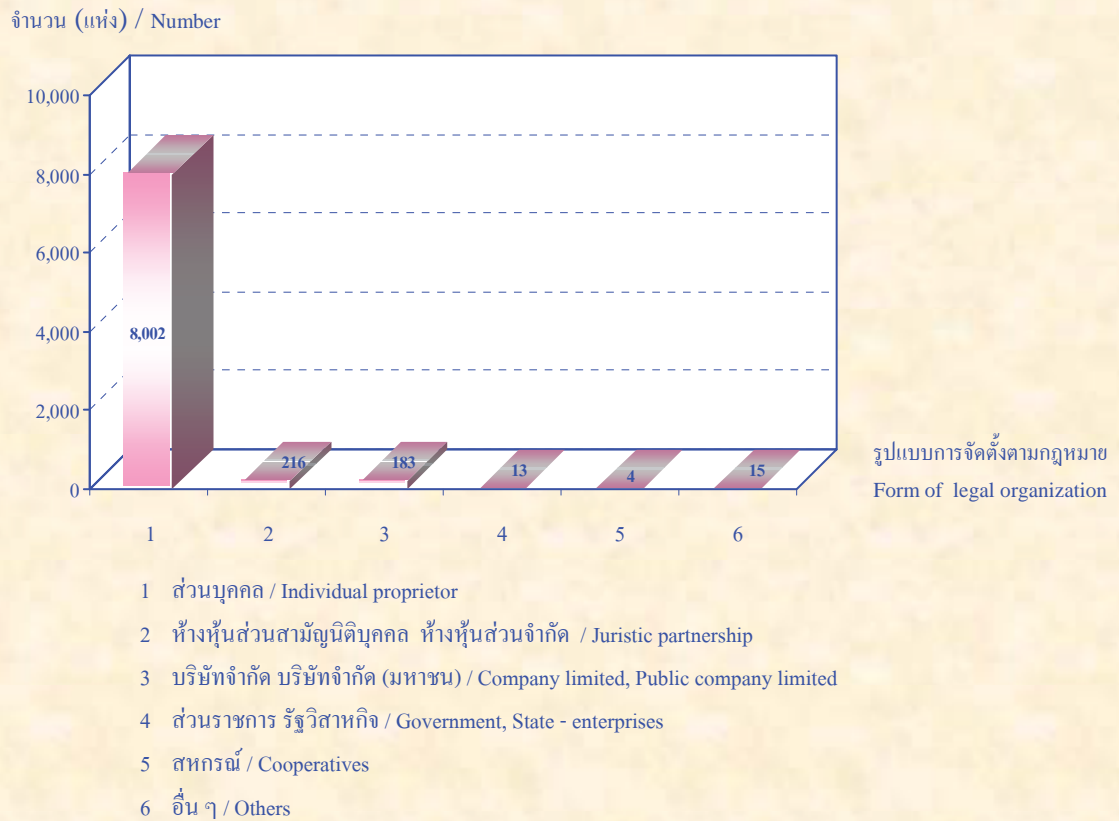 จำนวน (แห่ง) / Number
10,000
8,000
6,000
4,000
2,000
0
8,002
216
183
13
4
15
รูปแบบการจัดตั้งตามกฎหมาย
Form of legal organization
1 2 3 4 5 6
1 ส่วนบุคคล / Individual proprietor
2 ห้างหุ้นส่วนสามัญนิติบุคคล ห้างหุ้นส่วนจำกัด / Juristic partnership
3 บริษัทจำกัด บริษัทจำกัด (มหาชน) / Company limited, Public company limited
4 ส่วนราชการ รัฐวิสาหกิจ / Government, State - enterprises
5 สหกรณ์ / Cooperatives
6 อื่น ๆ / Others